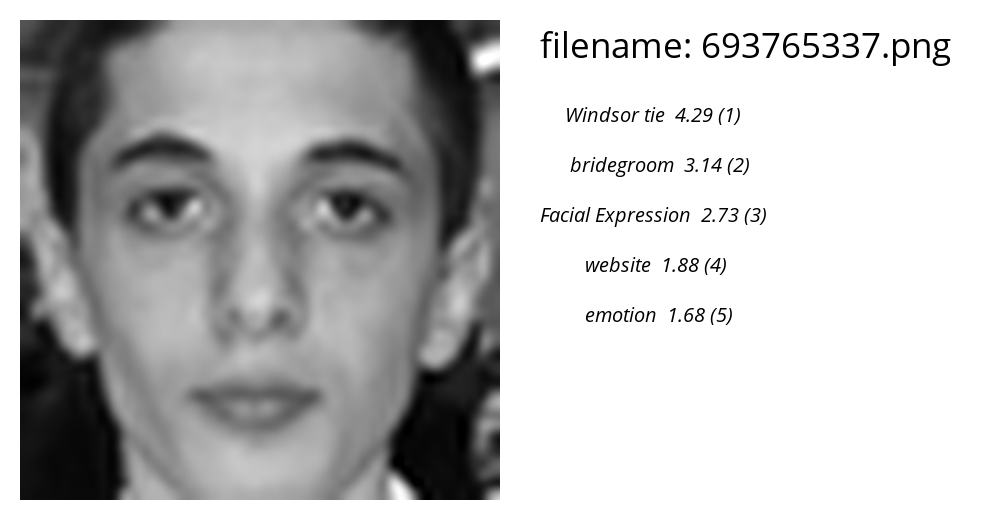 filename: 693765337.png
Windsor tie 4.29 (1)
bridegroom 3.14 (2)
Facial Expression 2.73 (3)
website 1.88 (4)
emotion 1.68 (5)